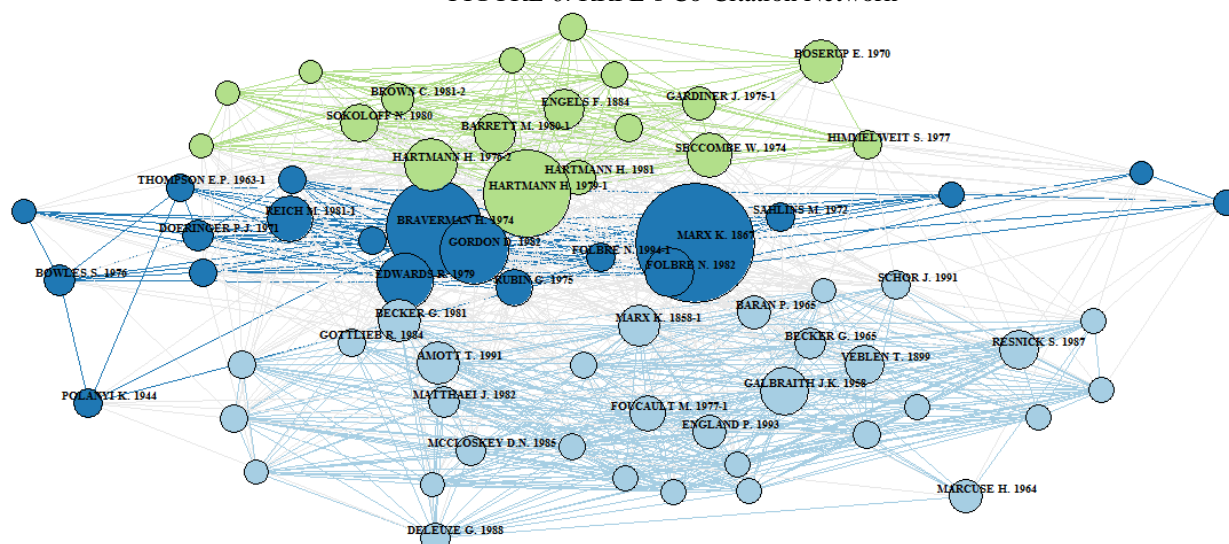 BOSERUP E. 1970
BROWN C. 1981-2
ENGELS F. 1884
GARDINER J. 1975-1
SOKOLOFF N. 1980
BARRETT M. 1980-1
HIMMELWEIT S. 1977
SECCOMBE W. 1974
HARTMANN H. 1976-2
HARTMANN H. 1981
THOMPSON E.P. 1963-1
HARTMANN H. 1979-1
REICH M. 1981-1
SAHLINS M. 1972
BRAVERMAN H. 1974
DOERINGER P.J. 1971
MARX K. 1867
GORDON D. 1982
FOLBRE N. 1994-1
FOLBRE N. 1982
BOWLES S. 1976
EDWARDS R. 1979
RUBIN G. 1975
SCHOR J. 1991
BARAN P. 1965
BECKER G. 1981
MARX K. 1858-1
GOTTLIEB R. 1984
BECKER G. 1965
RESNICK S. 1987
AMOTT T. 1991
VEBLEN T. 1899
GALBRAITH J.K. 1958
POLANYI K. 1944
MATTHAEI J. 1982
FOUCAULT M. 1977-1
ENGLAND P. 1993
MCCLOSKEY D.N. 1985
MARCUSE H. 1964
DELEUZE G. 1988